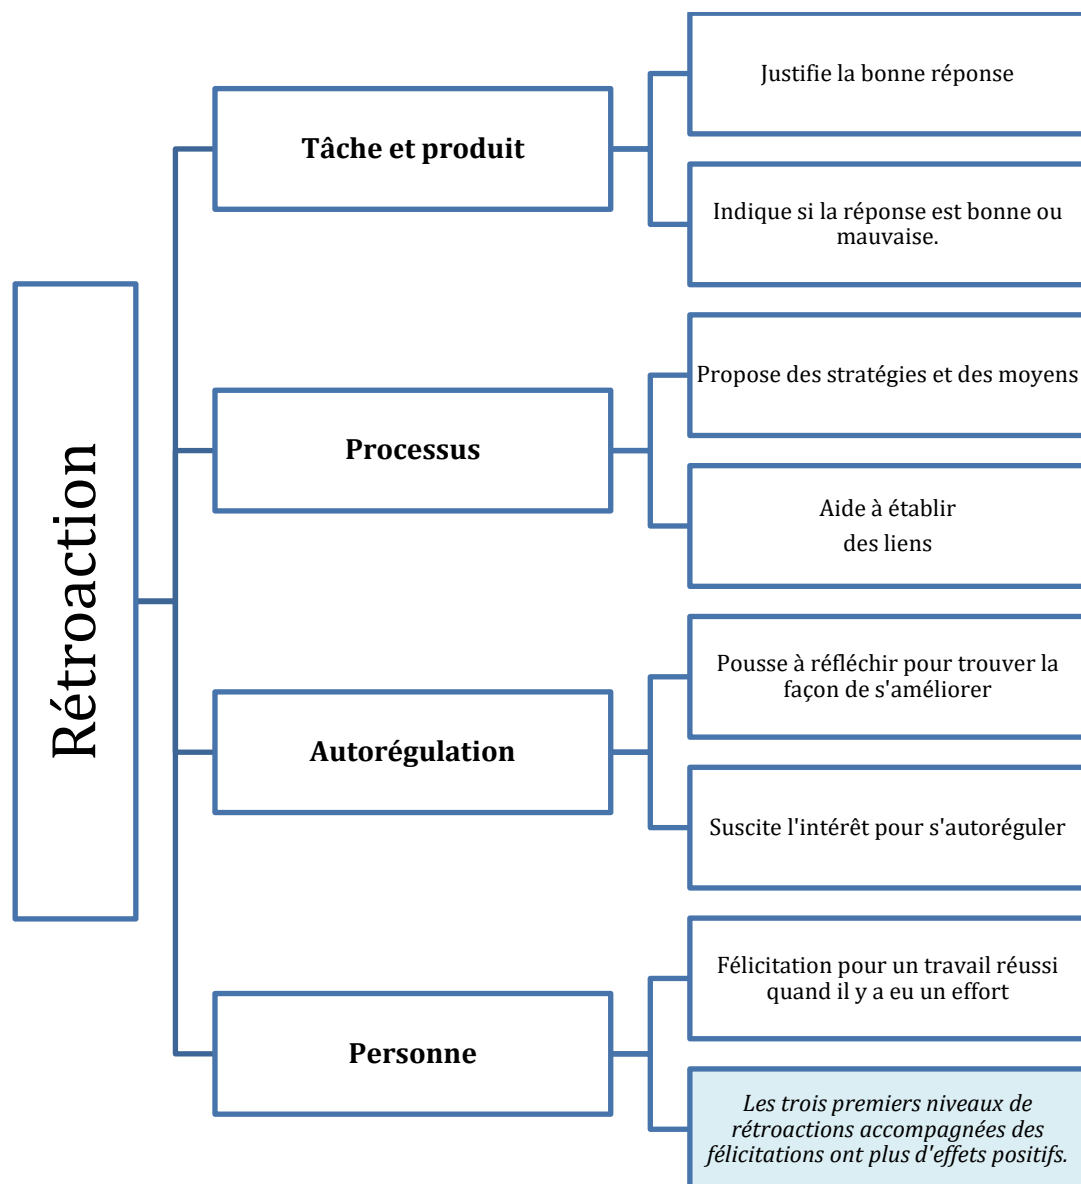 Rétroaction
Tâche et produit
Justifie la bonne réponse
Indique si la réponse est bonne ou
mauvaise.
Processus
Propose des stratégies et des moyens
Aide à établir
des liens
Autorégulation
Pousse à réfléchir pour trouver la
façon de s'améliorer
Suscite l'intérêt pour s'autoréguler
Personne
Félicitation pour un travail réussi
quand il y a eu un effort
Les trois premiers niveaux de
rétroactions accompagnées des
félicitations ont plus d'effets positifs.